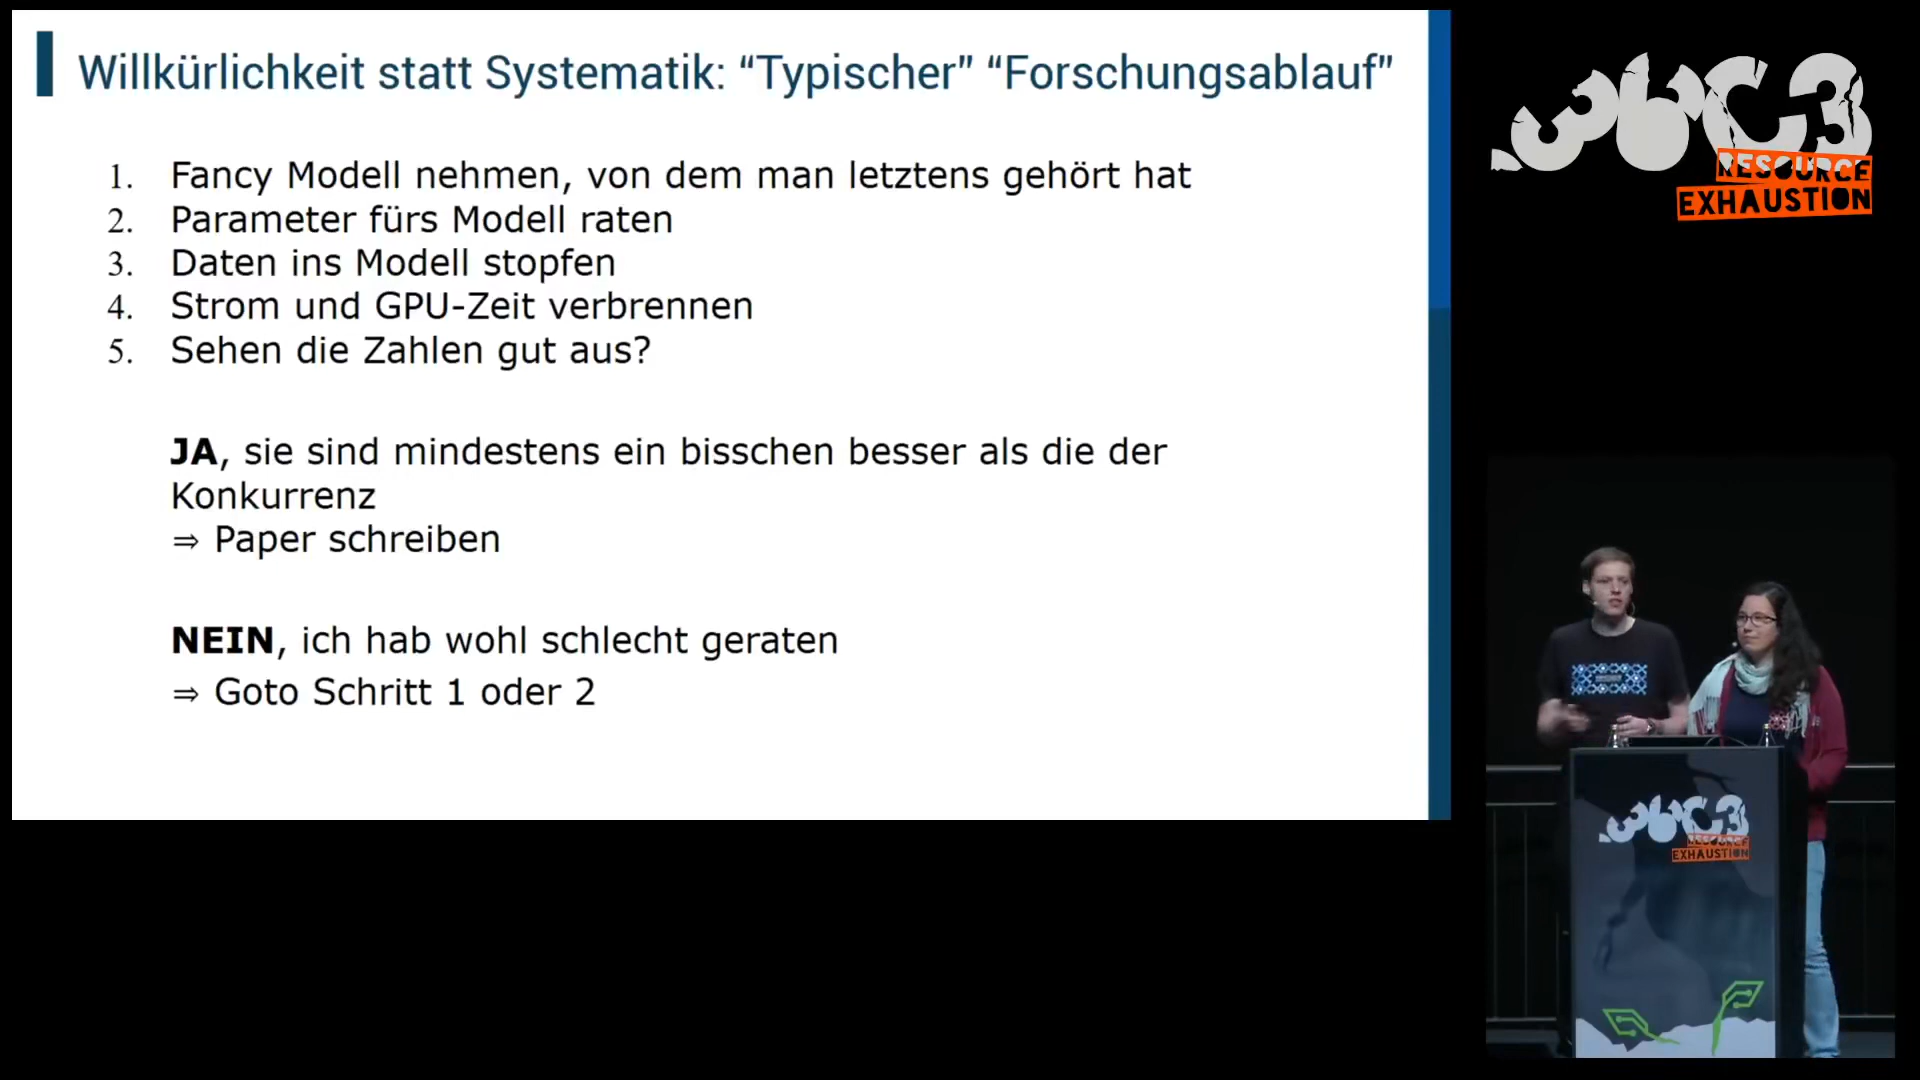 Willkürlichkeit statt Systematik: “Typischer” “Forschungsablauf”
1. Fancy Modell nehmen, von dem man letztens gehört hat
2. Parameter fürs Modell raten
3. Daten ins Modell stopfen
4. Strom und GPU-Zeit verbrennen
5. Sehen die Zahlen gut aus?
JA, sie sind mindestens ein bisschen besser als die der
Konkurrenz
⇒ Paper schreiben
NEIN, ich hab wohl schlecht geraten
⇒ Goto Schritt 1 oder 2
36C3
RESOURCE
EXHAUSTION
36C3
RESOURCE
EXHAUSTION